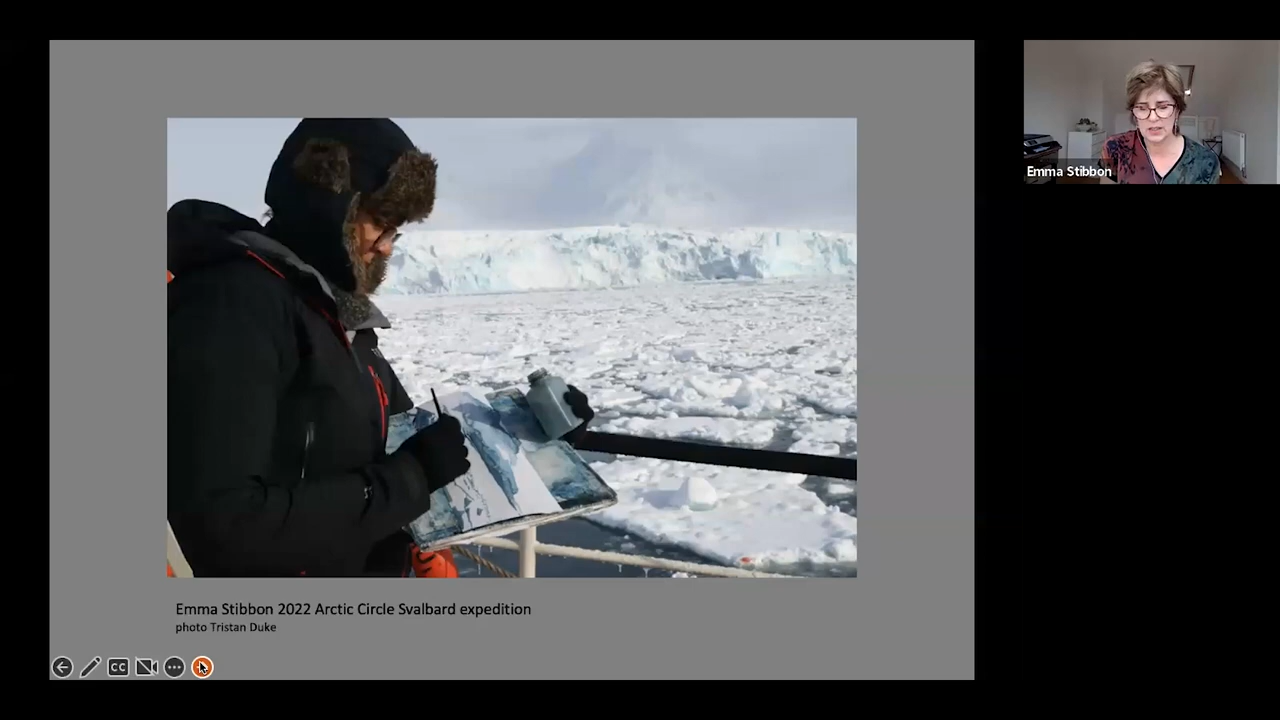 Emma Stibbon
Emma Stibbon 2022 Arctic Circle Svalbard expedition
photo Tristan Duke
CC